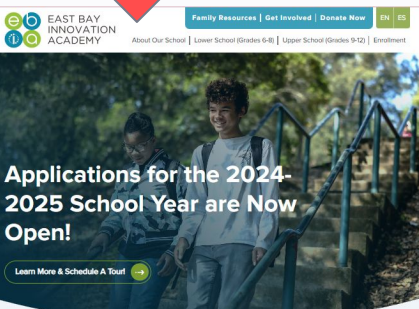 eb
ia
EAST BAY
INNOVATION
ACADEMY
Family Resources | Get Involved | Donate Now
EN ES
About Our School | Lower School (Grades 6-8) | Upper School (Grades 9-12) | Enrollment
Applications for the 2024-
2025 School Year are Now
Open!
Learn More & Schedule A Tour!